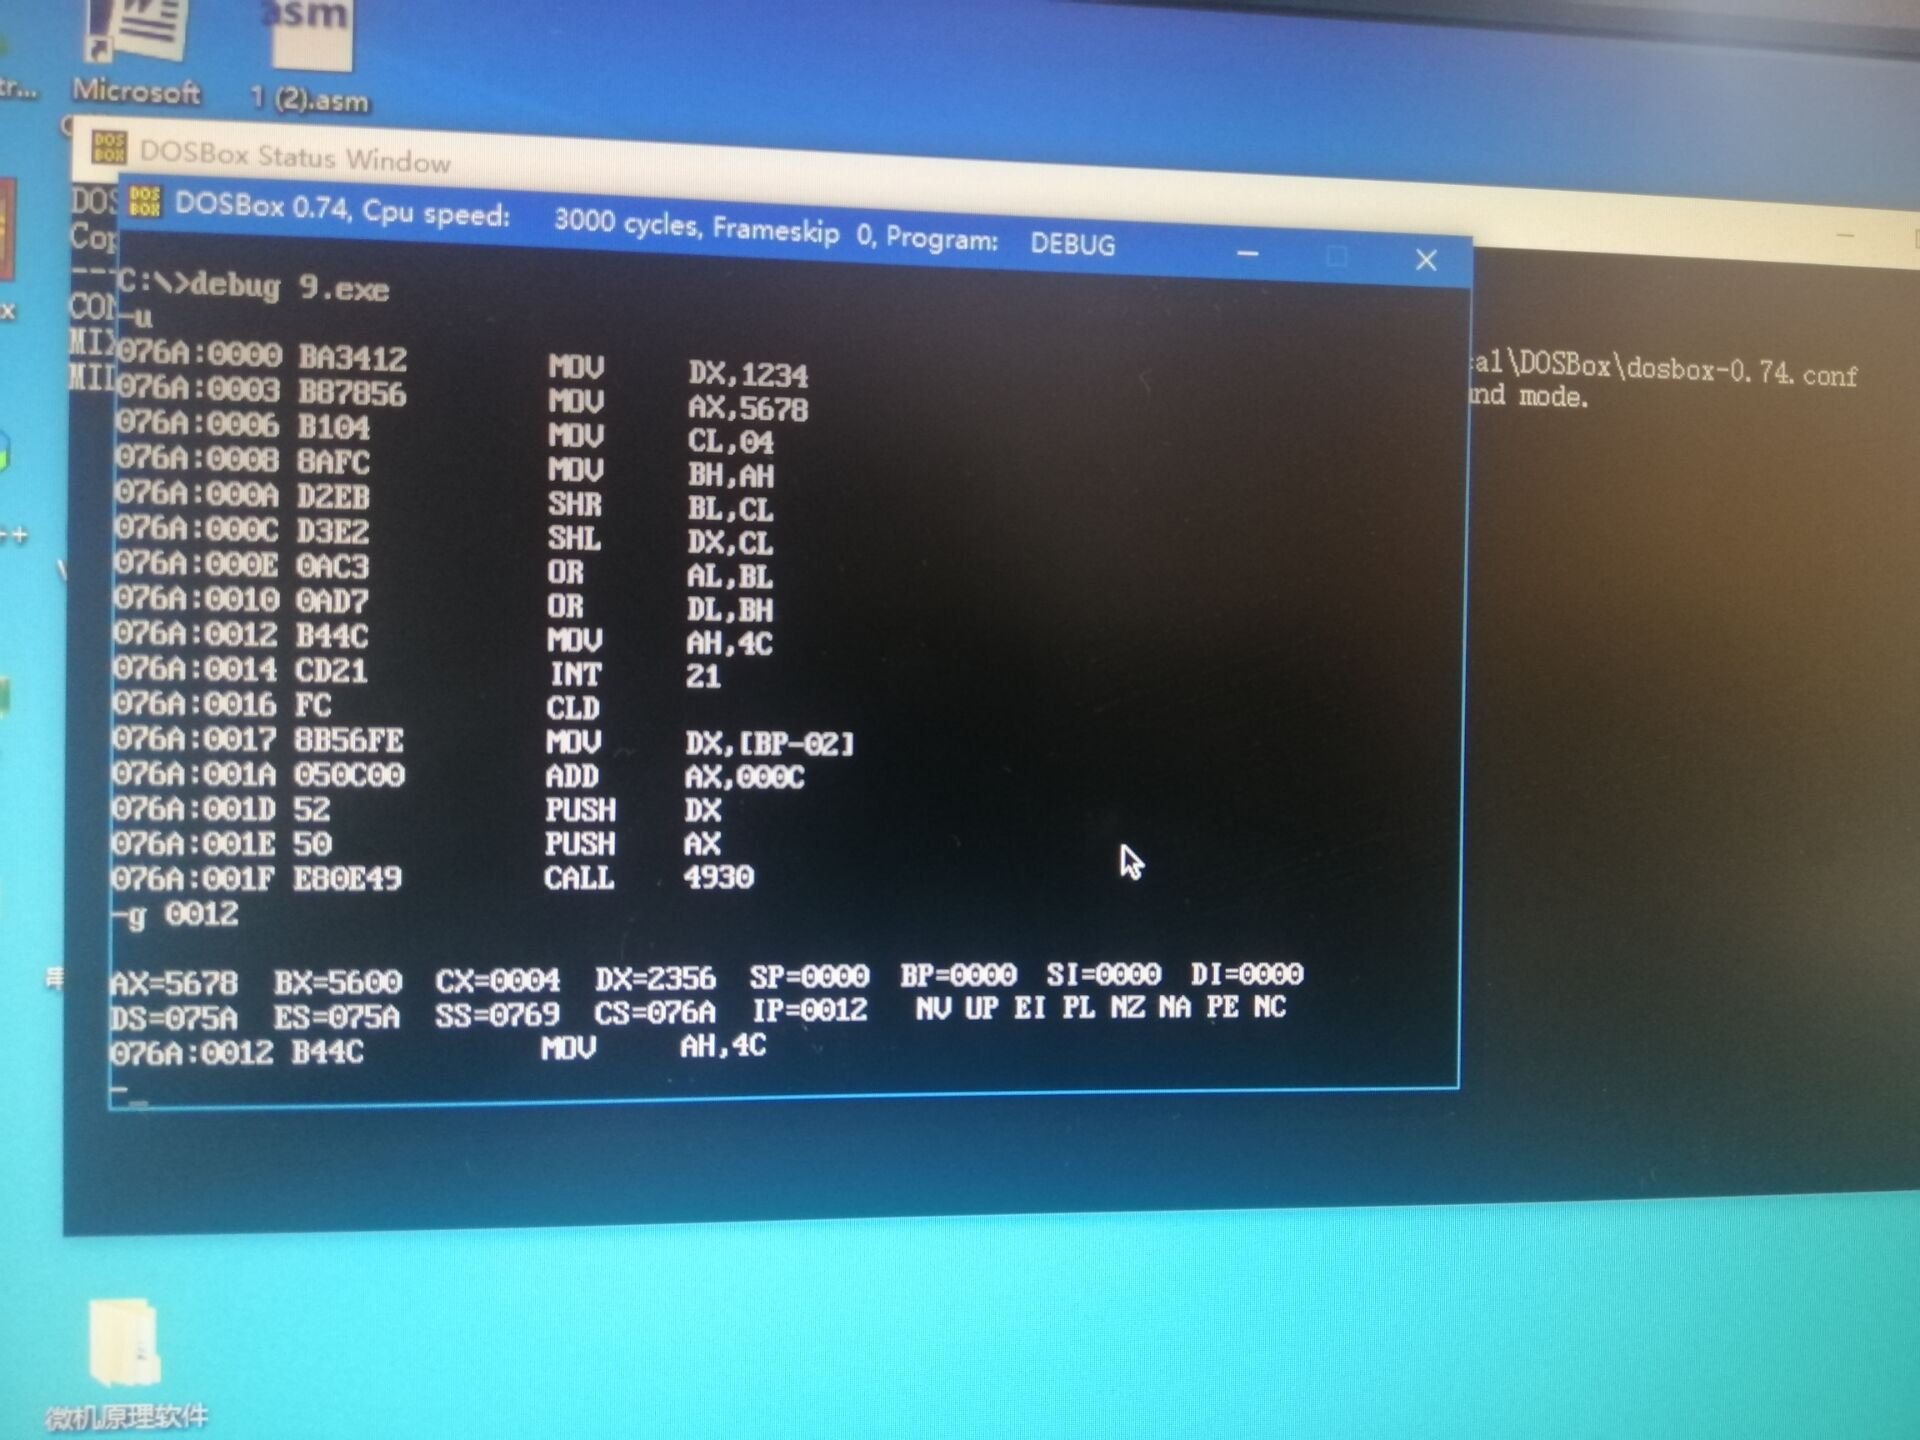 tr...
Microsoft
1 (2).asm
asm
DOSBox Status Window
DOSBox 0.74, Cpu speed: 3000 cycles, Frameskip 0, Program: DEBUG
C:\>debug 9.exe
-u
076A:0000 BA3412 MOV DX,1234
076A:0003 B87856 MOV AX,5678
076A:0006 B104 MOV CL,04
076A:0008 8AFC MOV BH,AH
076A:000A D2EB SHR BL,CL
076A:000C D3E2 SHL DX,CL
076A:000E 0AC3 OR AL,BL
076A:0010 0AD7 OR DL,BH
076A:0012 B44C MOV AH,4C
076A:0014 CD21 INT 21
076A:0016 FC CLD
076A:0017 8B56FE MOV DX,[BP-02]
076A:001A 050C00 ADD AX,000C
076A:001D 52 PUSH DX
076A:001E 50 PUSH AX
076A:001F E80E49 CALL 4930
-g 0012
AX=5678 BX=5600 CX=0004 DX=2356 SP=0000 BP=0000 SI=0000 DI=0000
DS=075A ES=075A SS=0769 CS=076A IP=0012 NV UP EI PL NZ NA PE NC
076A:0012 B44C MOV AH,4C
-_
al\DOSBox\dosbox-0.74.conf
nd mode.
微机原理软件